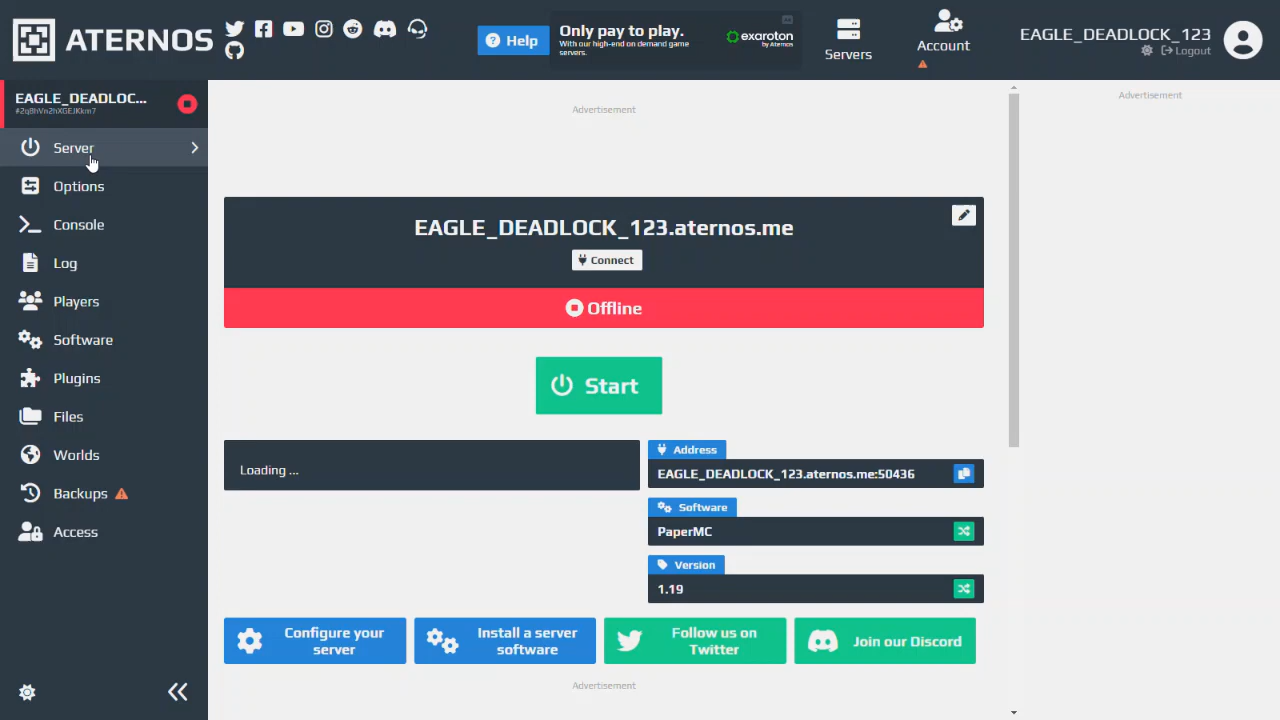 ATERNOS
Help
Only pay to play.
With our high-end on demand game
servers.
exaroton
by Aternos
Servers
Account
EAGLE_DEADLOCK_123
Logout
EAGLE_DEADLOC...
#2q8hVn2hXGEJKkm7
Server
Options
Console
Log
Players
Software
Plugins
Files
Worlds
Backups
Access
Advertisement
EAGLE_DEADLOCK_123.aternos.me
Connect
Offline
Start
Loading ...
Address
EAGLE_DEADLOCK_123.aternos.me:50436
Software
PaperMC
Version
1.19
Configure your
server
Install a server
software
Follow us on
Twitter
Join our Discord
Advertisement
Advertisement